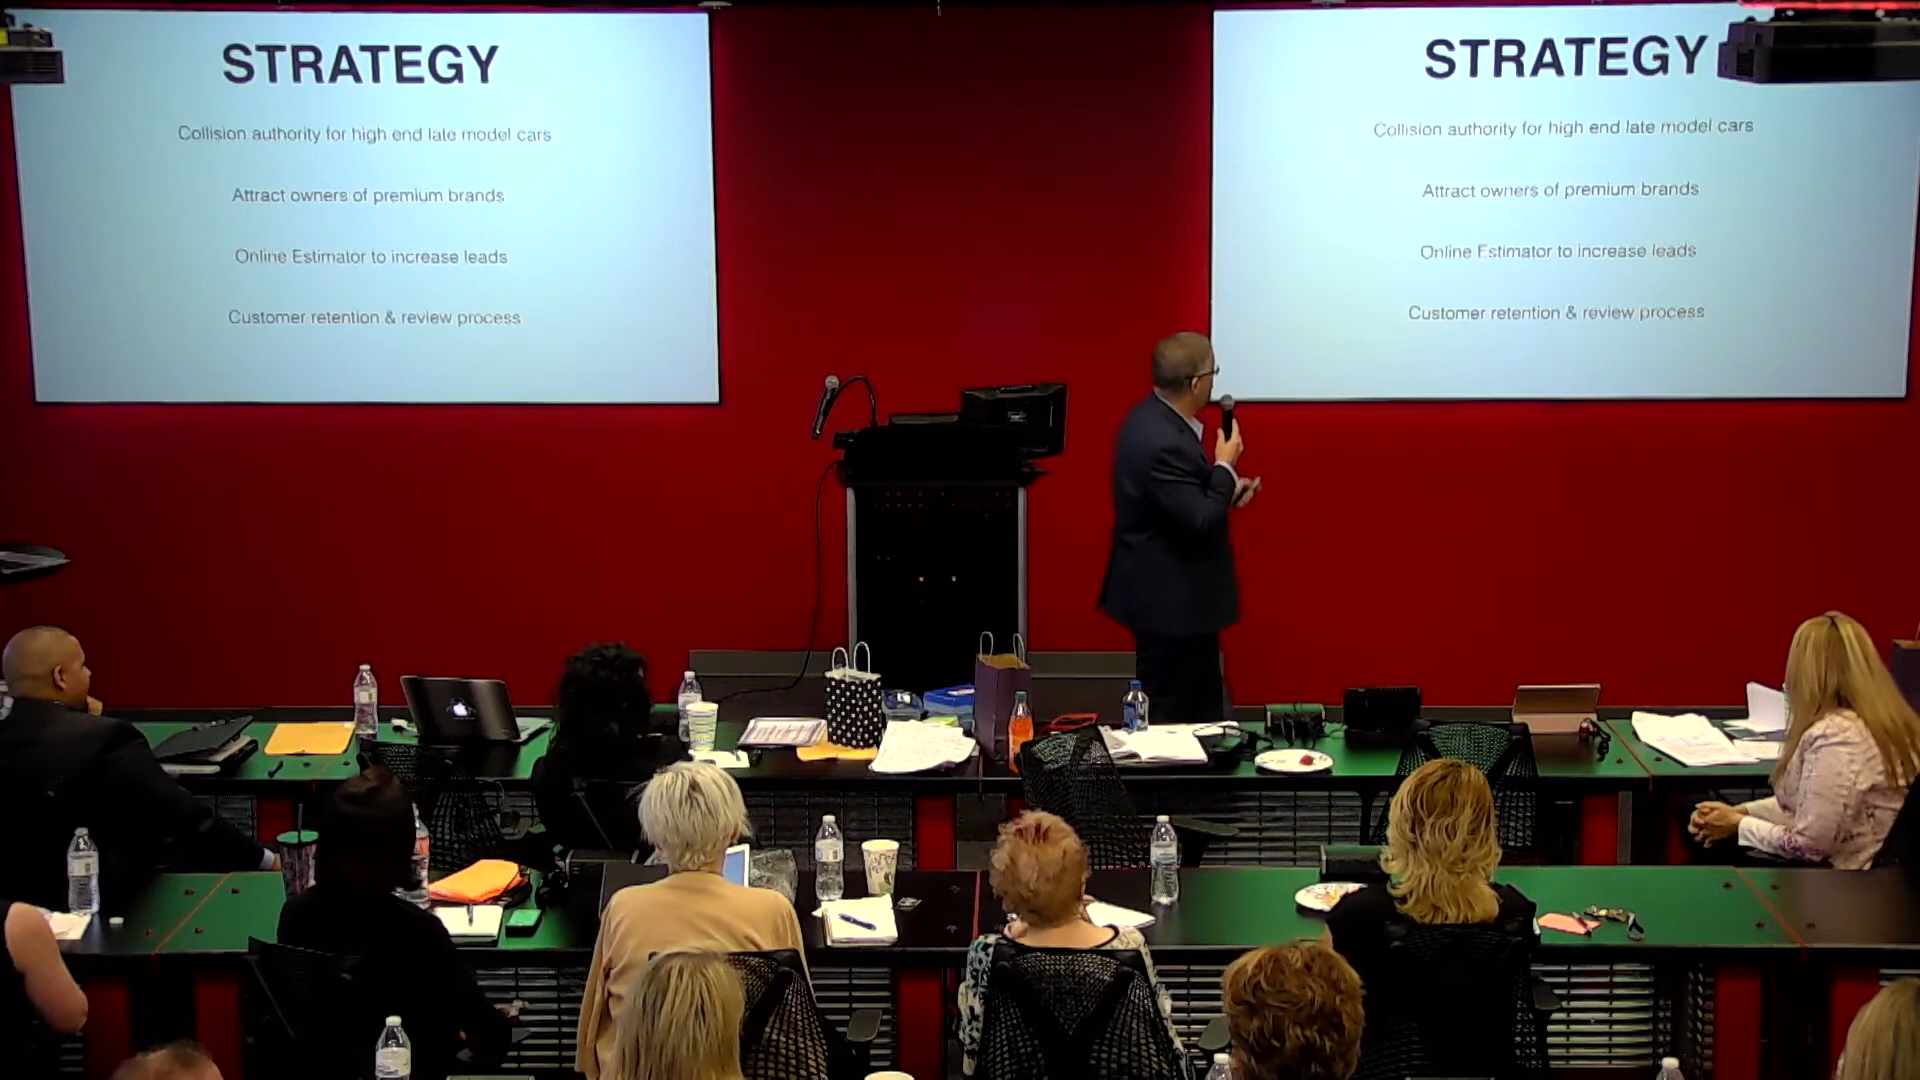 STRATEGY
Collision authority for high end late model cars
Attract owners of premium brands
Online Estimator to increase leads
Customer retention & review process
STRATEGY
Collision authority for high end late model cars
Attract owners of premium brands
Online Estimator to increase leads
Customer retention & review process